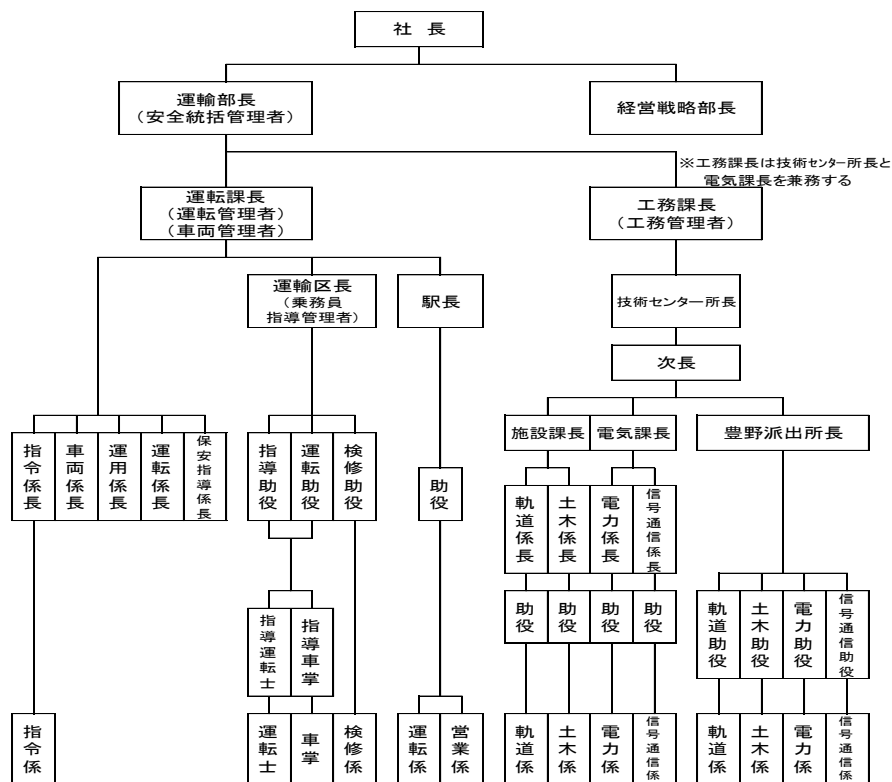 社 長
運輸部長
(安全統括管理者)
経営戦略部長
※工務課長は技術センター所長と
電気課長を兼務する
運転課長
(運転管理者)
(車両管理者)
工務課長
(工務管理者)
運輸区長
(乗務員
指導管理者)
駅長
技術センター所長
次長
施設課長
電気課長
豊野派出所長
指令係長
車両係長
運用係長
運転係長
保安指導係長
指導助役
運転助役
検修助役
助役
軌道係長
土木係長
電力係長
信号通信係長
助役
助役
助役
助役
軌道助役
土木助役
電力助役
信号通信助役
指導運転士
指導車掌
指令係
運転士
車掌
検修係
運転係
営業係
軌道係
土木係
電力係
信号通信係
軌道係
土木係
電力係
信号通信係